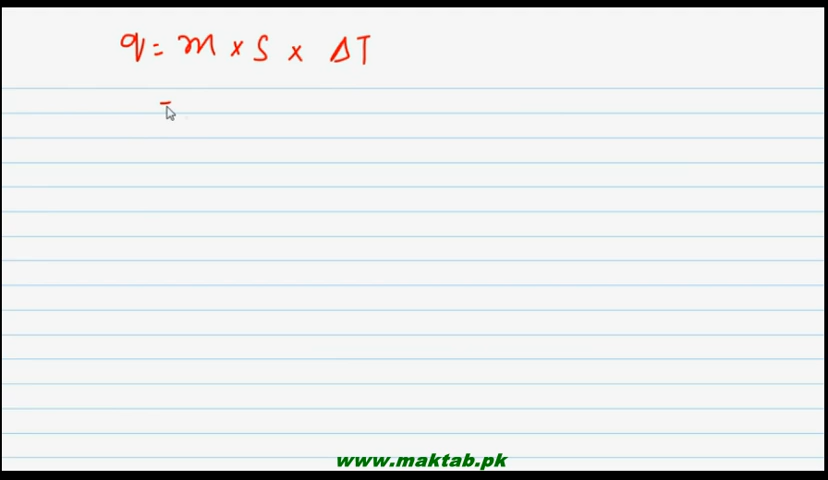 q = m × s × ΔT
www.maktab.pk